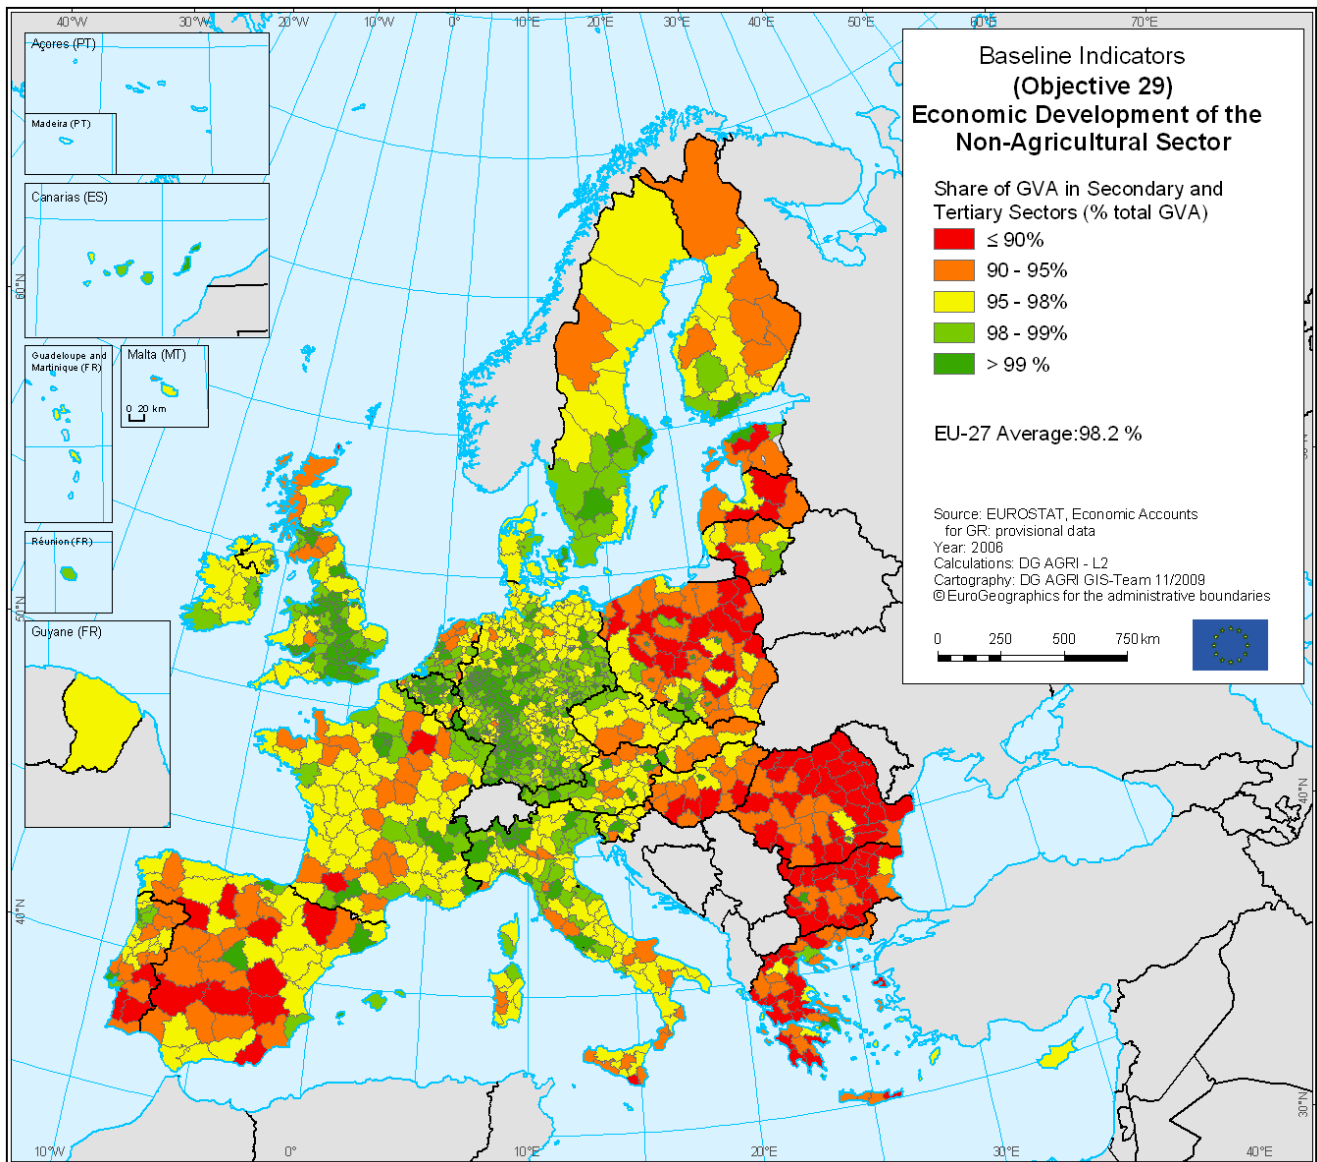 40°W
30°W
20°W
10°W
0°
10°E
20°E
30°E
40°E
50°E
70°E
Açores (PT)
Madeira (PT)
Canarias (ES)
Guadeloupe and
Martinique (FR)
Malta (MT)
0 20 km
Réunion (FR)
Guyane (FR)
Baseline Indicators
(Objective 29)
Economic Development of the
Non-Agricultural Sector
Share of GVA in Secondary and
Tertiary Sectors (% total GVA)
≤ 90%
90 - 95%
95 - 98%
98 - 99%
> 99 %
EU-27 Average:98.2 %
Source: EUROSTAT, Economic Accounts
for GR: provisional data
Year: 2006
Calculations: DG AGRI - L2
Cartography: DG AGRI GIS-Team 11/2009
© EuroGeographics for the administrative boundaries
0 250 500 750 km
60°N
50°N
40°N
40°N
30°N
10°W
0°
10°E
20°E
30°E
40°E